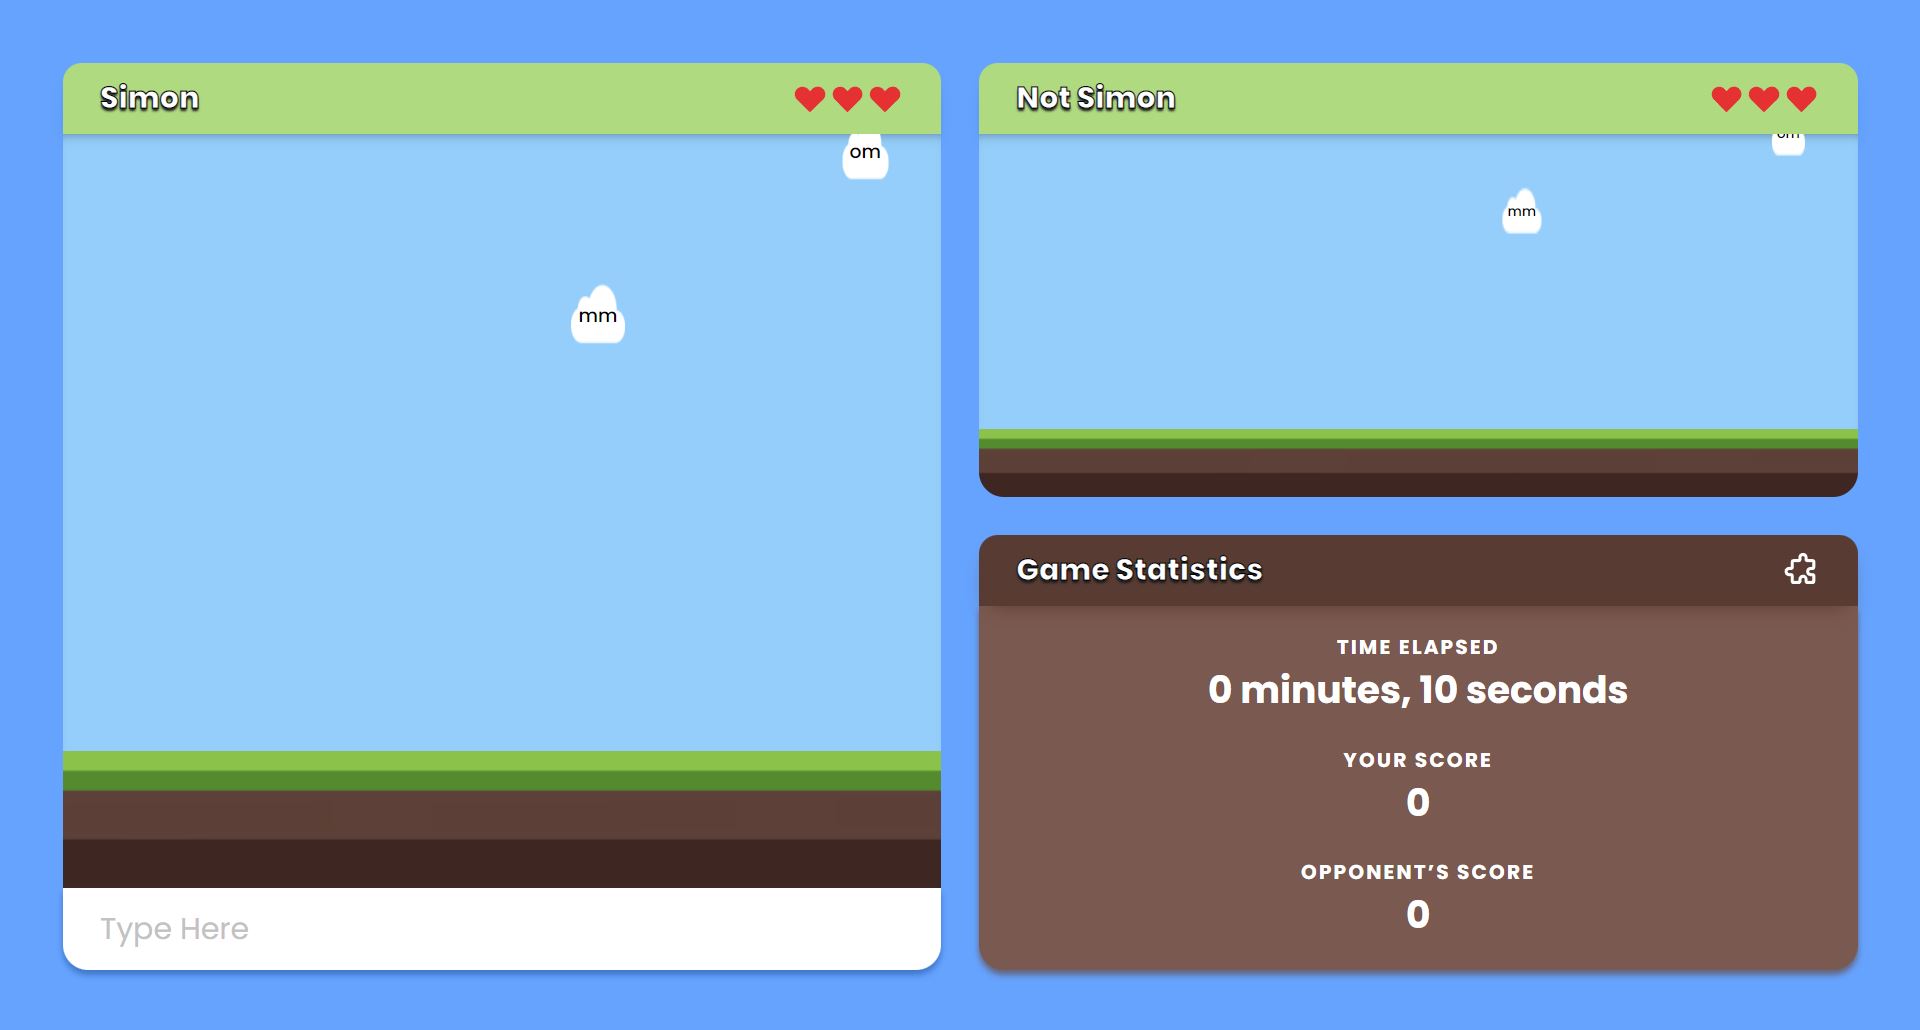 Simon
om
mm
Type Here
Not Simon
om
mm
Game Statistics
TIME ELAPSED
0 minutes, 10 seconds
YOUR SCORE
0
OPPONENT’S SCORE
0